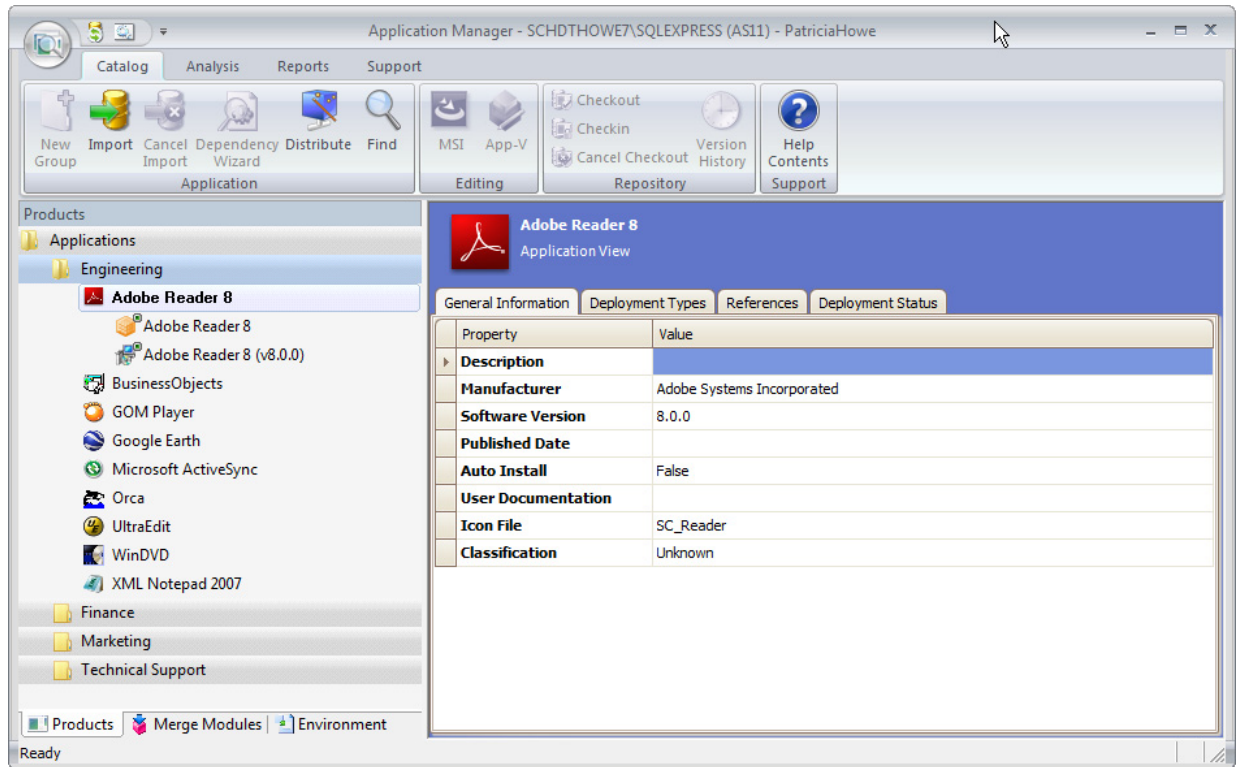 Application Manager - SCHDTHOWE7\SQLEXPRESS (AS11) - PatriciaHowe
Catalog Analysis Reports Support
New Group
Import
Cancel Import
Dependency Wizard
Distribute
Find
Application
MSI
App-V
Editing
Checkout
Checkin
Cancel Checkout
Version History
Repository
Help Contents
Support
Products
Applications
Engineering
Adobe Reader 8
Adobe Reader 8
Adobe Reader 8 (v8.0.0)
BusinessObjects
GOM Player
Google Earth
Microsoft ActiveSync
Orca
UltraEdit
WinDVD
XML Notepad 2007
Finance
Marketing
Technical Support
Products Merge Modules Environment
Adobe Reader 8
Application View
General Information Deployment Types References Deployment Status
Property Value
Description
Manufacturer Adobe Systems Incorporated
Software Version 8.0.0
Published Date
Auto Install False
User Documentation
Icon File SC_Reader
Classification Unknown
Ready